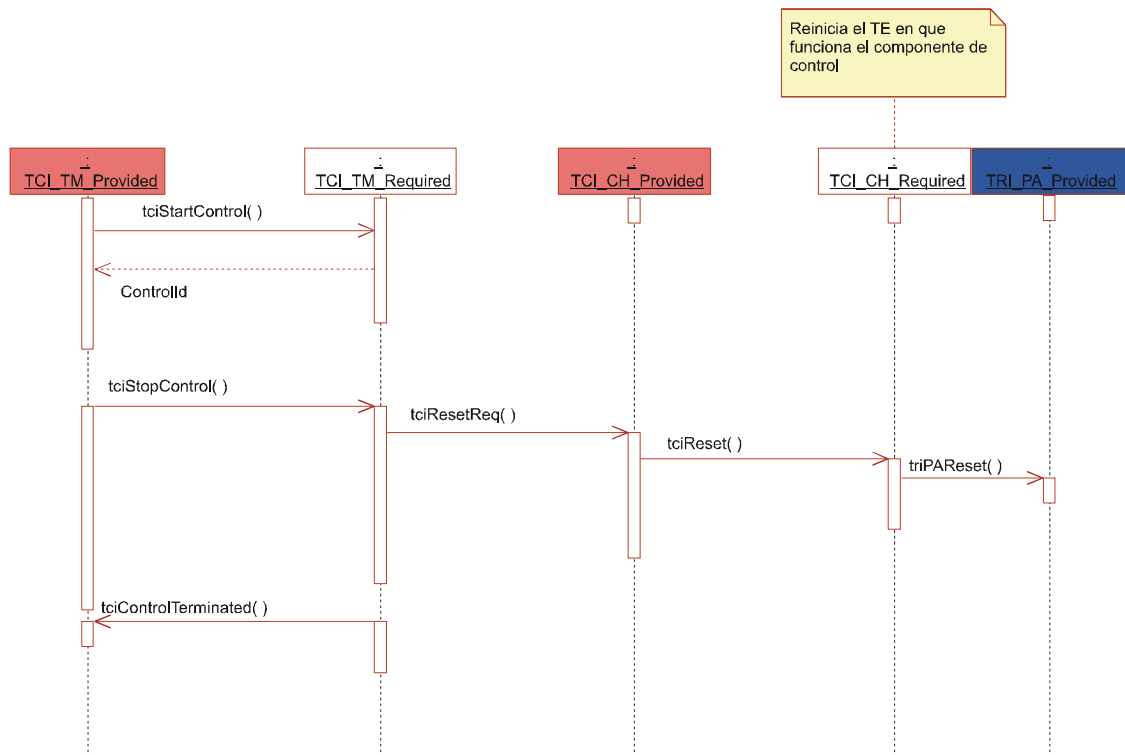 Reinicia el TE en que
funciona el componente de
control
:
TCI_TM_Provided
:
TCI_TM_Required
:
TCI_CH_Provided
:
TCI_CH_Required
:
TRI_PA_Provided
tciStartControl( )
ControlId
tciStopControl( )
tciResetReq( )
tciReset( )
triPAReset( )
tciControlTerminated( )